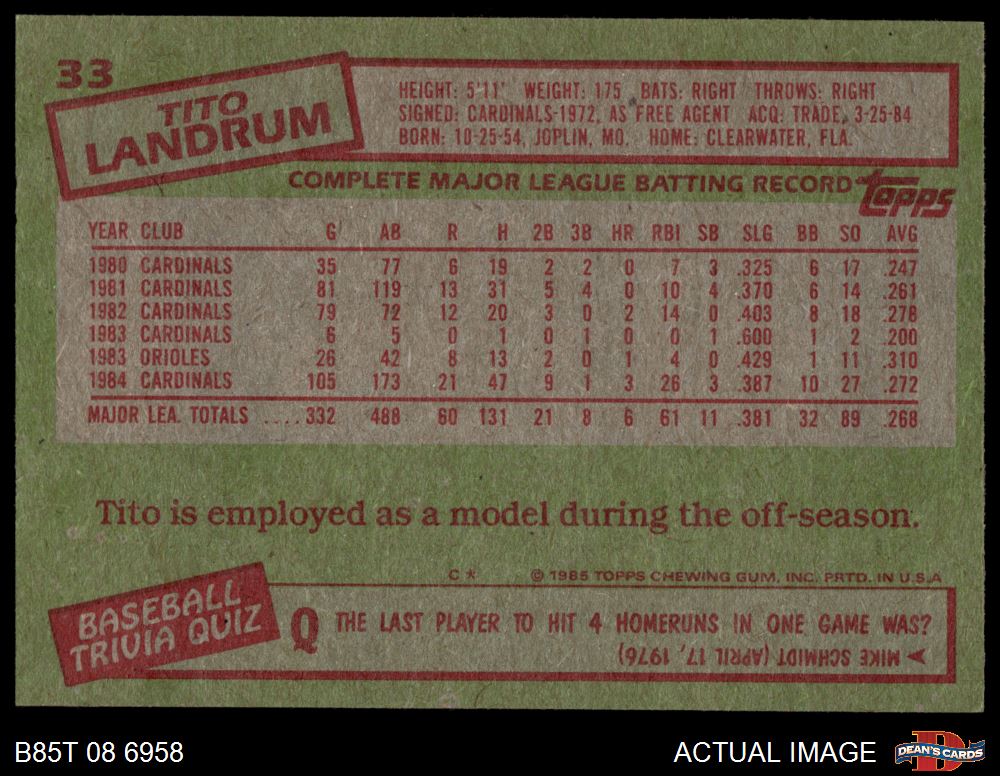 33
TITO
LANDRUM
HEIGHT: 5'11" WEIGHT: 175 BATS: RIGHT THROWS: RIGHT
SIGNED: CARDINALS-1972, AS FREE AGENT ACQ: TRADE, 3-25-84
BORN: 10-25-54, JOPLIN, MO. HOME: CLEARWATER, FLA.
COMPLETE MAJOR LEAGUE BATTING RECORD Topps
YEAR CLUB G AB R H 2B 3B HR RBI SB SLG BB SO AVG
1980 CARDINALS 35 77 6 19 2 2 0 7 3 .325 6 17 .247
1981 CARDINALS 81 119 13 31 5 4 0 10 4 .370 6 14 .261
1982 CARDINALS 79 72 12 20 3 0 2 14 0 .403 8 18 .278
1983 CARDINALS 6 5 0 1 0 1 0 0 1 .600 1 2 .200
1983 ORIOLES 26 42 8 13 2 0 1 4 0 .429 1 11 .310
1984 CARDINALS 105 173 21 47 9 1 3 26 3 .387 10 27 .272
MAJOR LEA. TOTALS .... 332 488 60 131 21 8 6 61 11 .381 32 89 .268
Tito is employed as a model during the off-season.
C * © 1985 TOPPS CHEWING GUM, INC. PRTD. IN U.S.A
BASEBALL
TRIVIA QUIZ
Q THE LAST PLAYER TO HIT 4 HOMERUNS IN ONE GAME WAS?
MIKE SCHMIDT (APRIL 17, 1976)
B85T 08 6958
ACTUAL IMAGE
DEAN'S CARDS